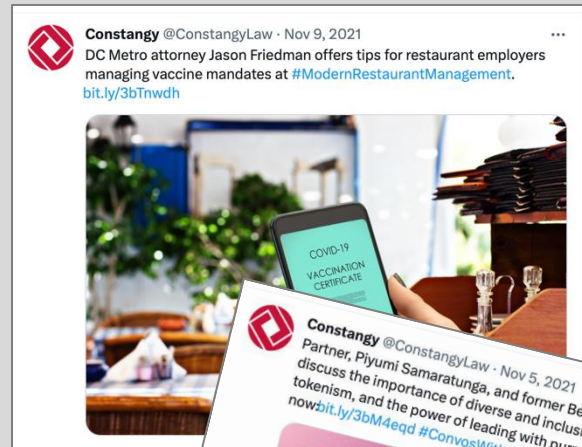 Constangy @ConstangyLaw · Nov 9, 2021
DC Metro attorney Jason Friedman offers tips for restaurant employers
managing vaccine mandates at #ModernRestaurantManagement.
bit.ly/3bTnwdh
COVID-19
VACCINATION
CERTIFICATE
Constangy @ConstangyLaw · Nov 5, 2021
Partner, Piyumi Samaratunga, and former
discuss the importance of diverse and
tokenism, and the power of leading with
now bit.ly/3bM4eqd